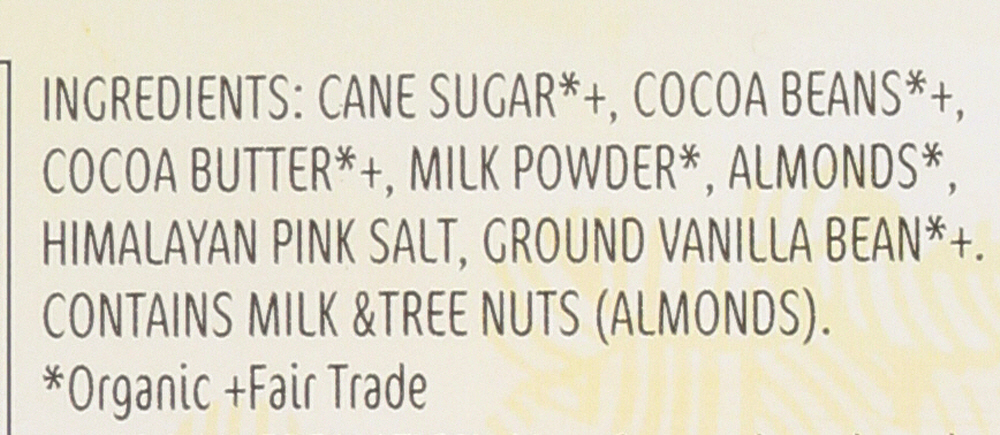 INGREDIENTS: CANE SUGAR*+, COCOA BEANS*+,
COCOA BUTTER*+, MILK POWDER*, ALMONDS*,
HIMALAYAN PINK SALT, GROUND VANILLA BEAN*+.
CONTAINS MILK &TREE NUTS (ALMONDS).
*Organic +Fair Trade